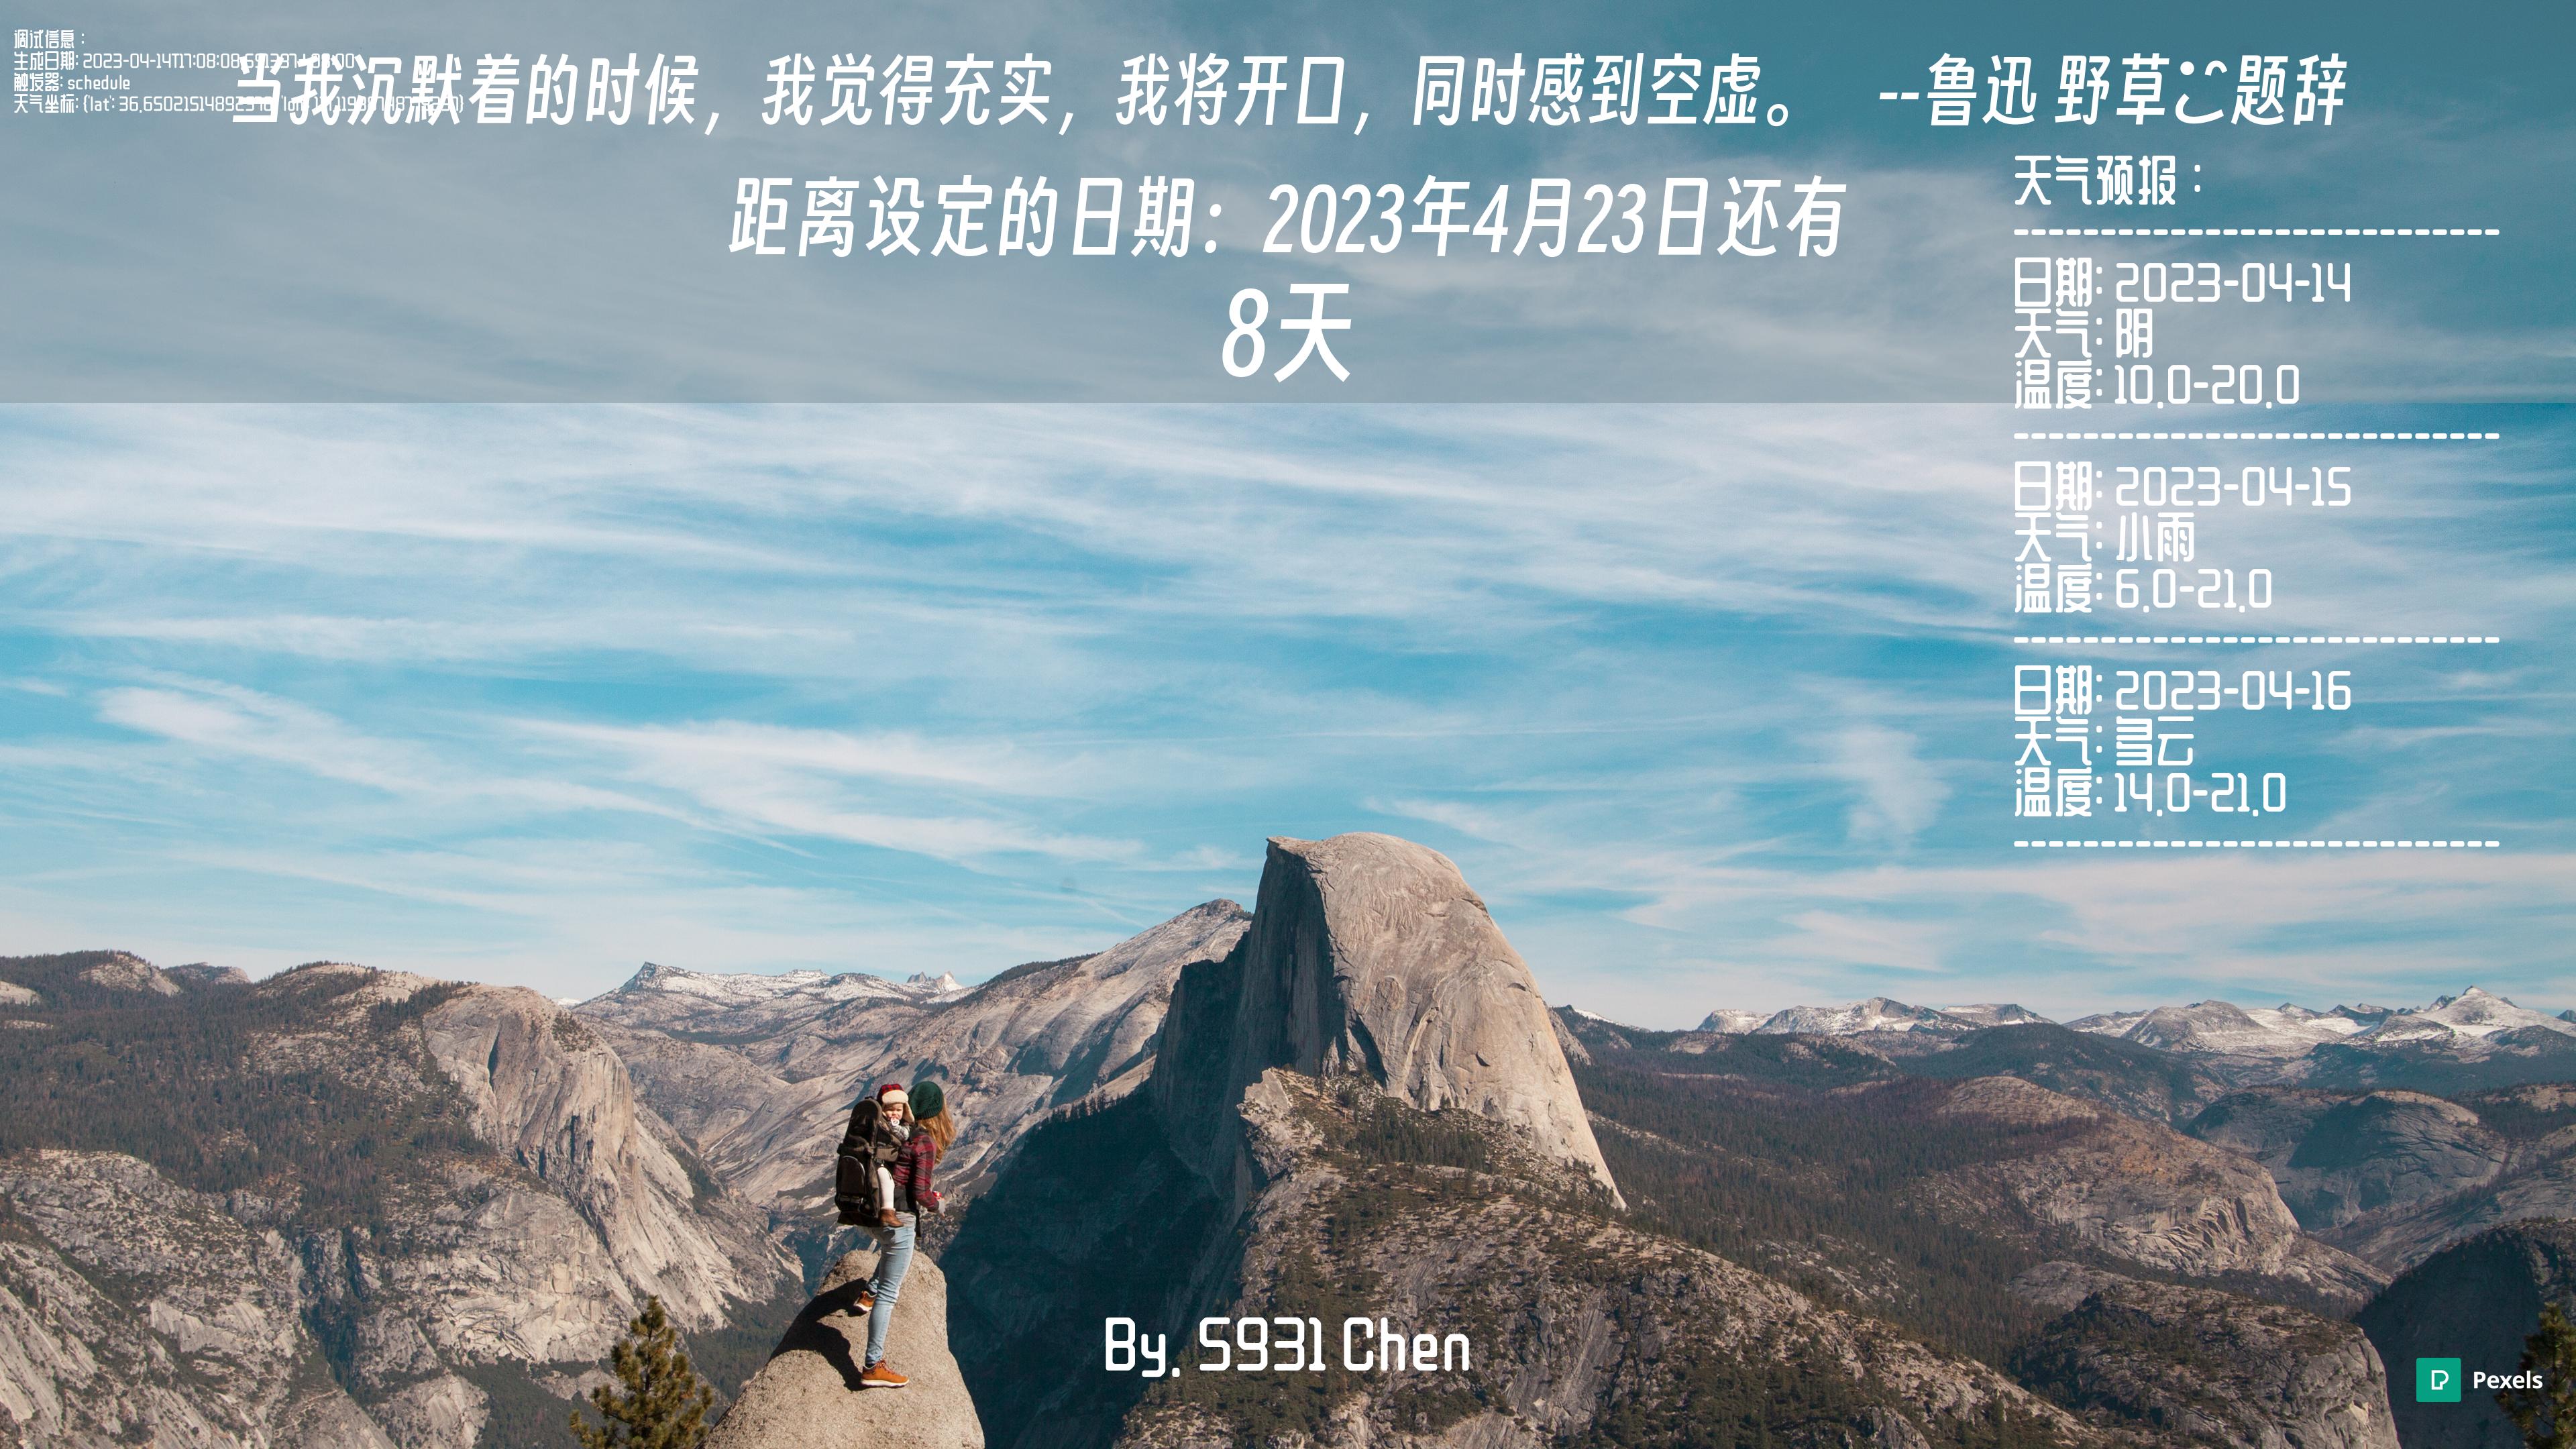 调试信息：
生成日期: 2023-04-14T17:08:08
触发器: schedule
天气坐标: {'lat': 36.6502151489
当我沉默着的时候，我觉得充实，我将开口，同时感到空虚。 --鲁迅 野草 题辞
距离设定的日期：2023年4月23日还有
8天
天气预报：
----------------------------
日期: 2023-04-14
天气: 阴
温度: 10.0-20.0
----------------------------
日期: 2023-04-15
天气: 小雨
温度: 6.0-21.0
----------------------------
日期: 2023-04-16
天气: 多云
温度: 14.0-21.0
----------------------------
By. S931 Chen
Pexels